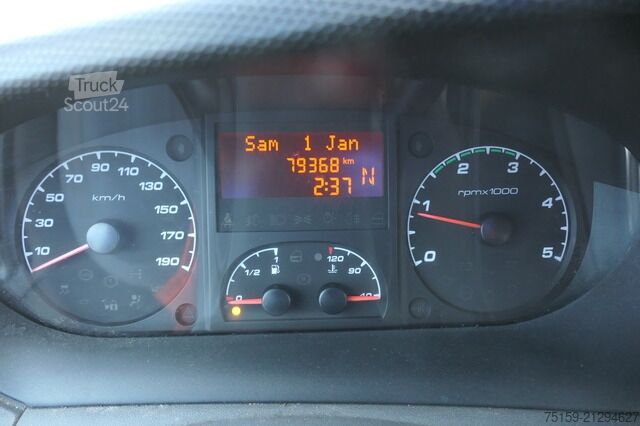 Truck
Scout24
Sam 1 Jan
79368 km
2:37 N
10 30 50 70 90 110 130 150 170 190
km/h
0 1/2 1
120 90
0 1 2 3 4 5
rpmx1000
75159-21294627